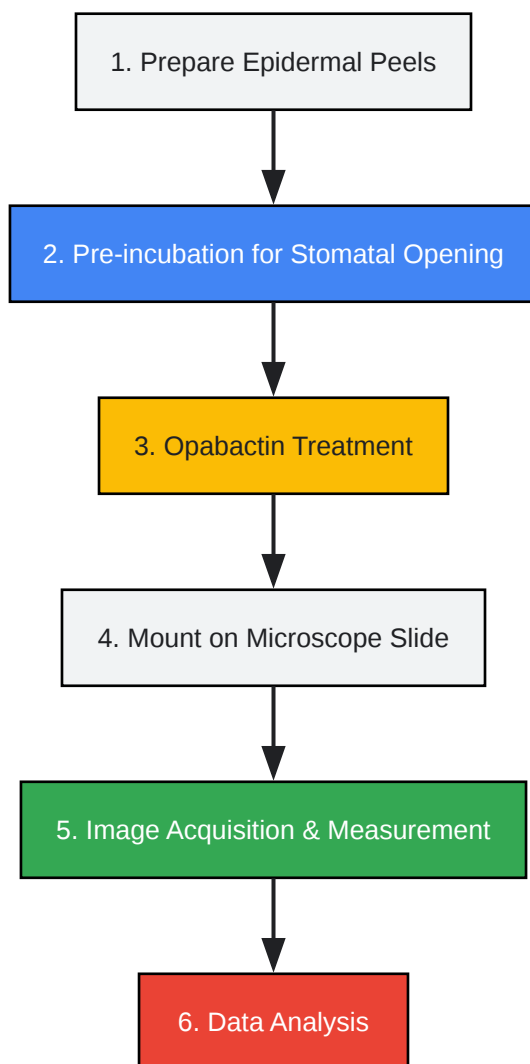 1. Prepare Epidermal Peels
2. Pre-incubation for Stomatal Opening
3. Opabactin Treatment
4. Mount on Microscope Slide
5. Image Acquisition & Measurement
6. Data Analysis